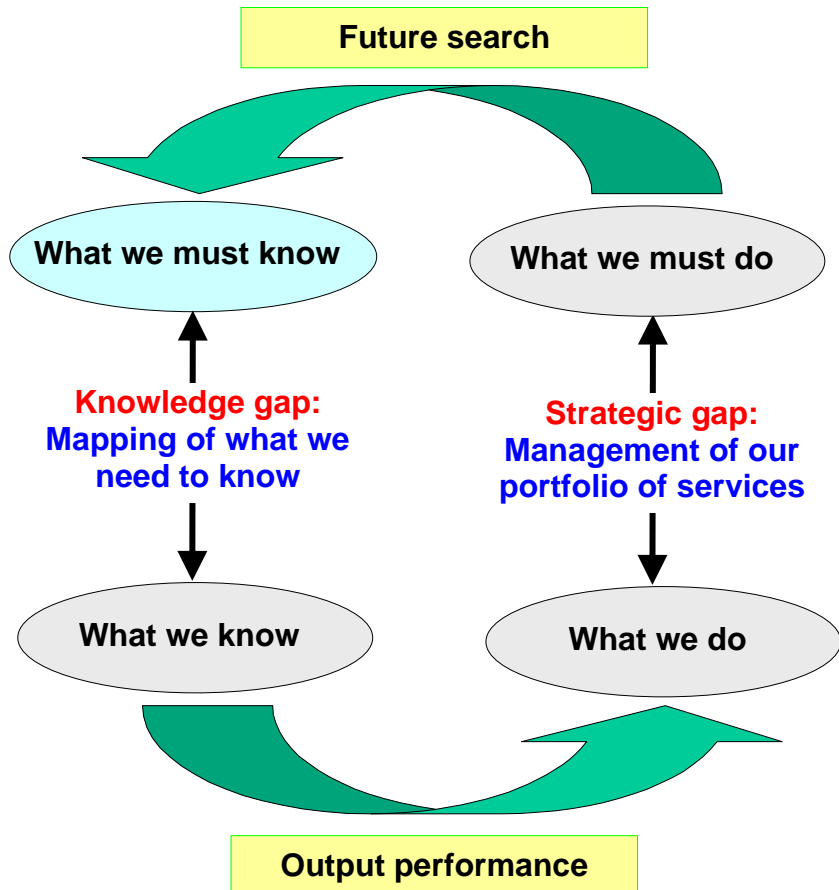 Future search
What we must know
What we must do
Knowledge gap:
Mapping of what we
need to know
Strategic gap:
Management of our
portfolio of services
What we know
What we do
Output performance